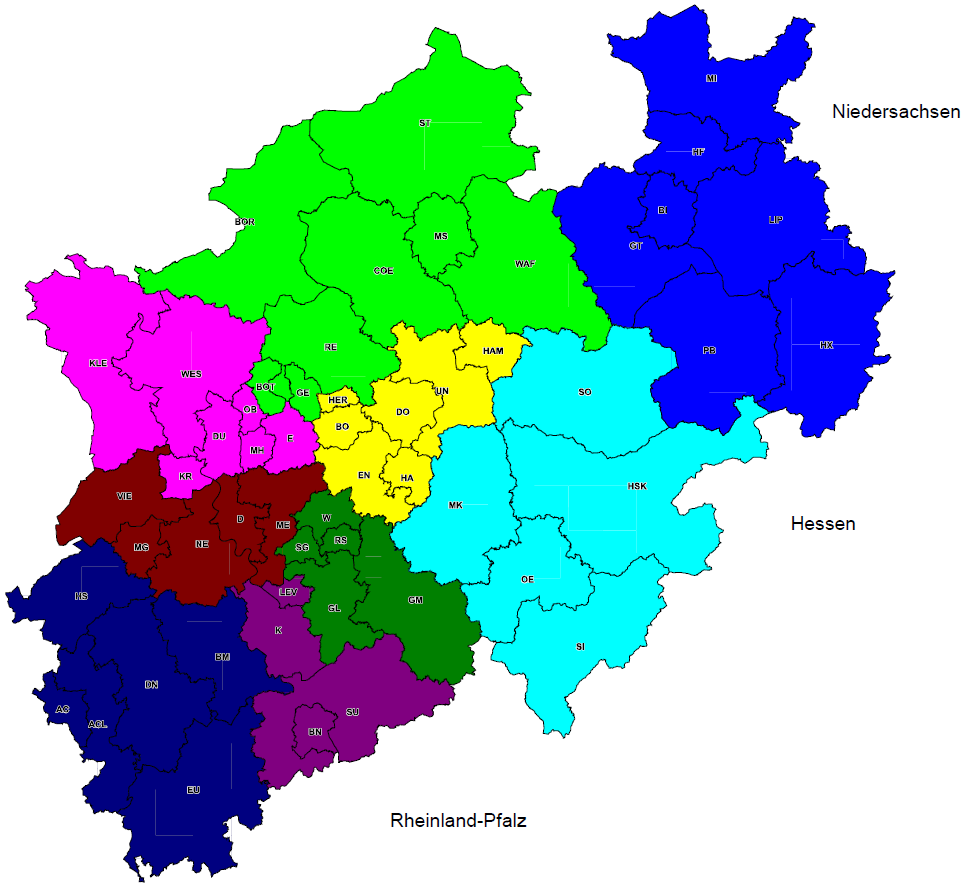 MI
Niedersachsen
ST
HF
BI
LIP
BOR
MS
GT
COE
WAF
HX
RE
HAM
PB
KLE
WES
BOT
GE
UN
SO
HER
OB
DO
BO
DU
E
MH
EN
HA
KR
HSK
VIE
MK
D
W
ME
Hessen
MG
NE
SG
RS
OE
HS
LEV
GL
GM
K
SI
BM
DN
AC
SU
ACL
BN
EU
Rheinland-Pfalz